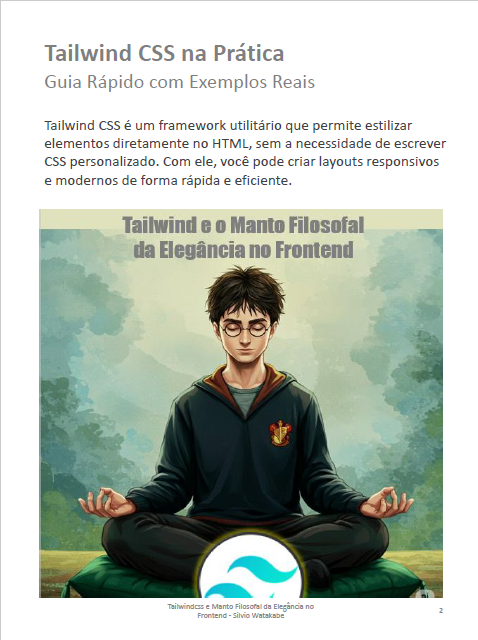 Tailwind CSS na Prática
Guia Rápido com Exemplos Reais
Tailwind CSS é um framework utilitário que permite estilizar
elementos diretamente no HTML, sem a necessidade de escrever
CSS personalizado. Com ele, você pode criar layouts responsivos
e modernos de forma rápida e eficiente.
Tailwind e o Manto Filosofal
da Elegância no Frontend
Tailwindcss e Manto Filosofal da Elegância no
Frontend - Silvio Watakabe
2